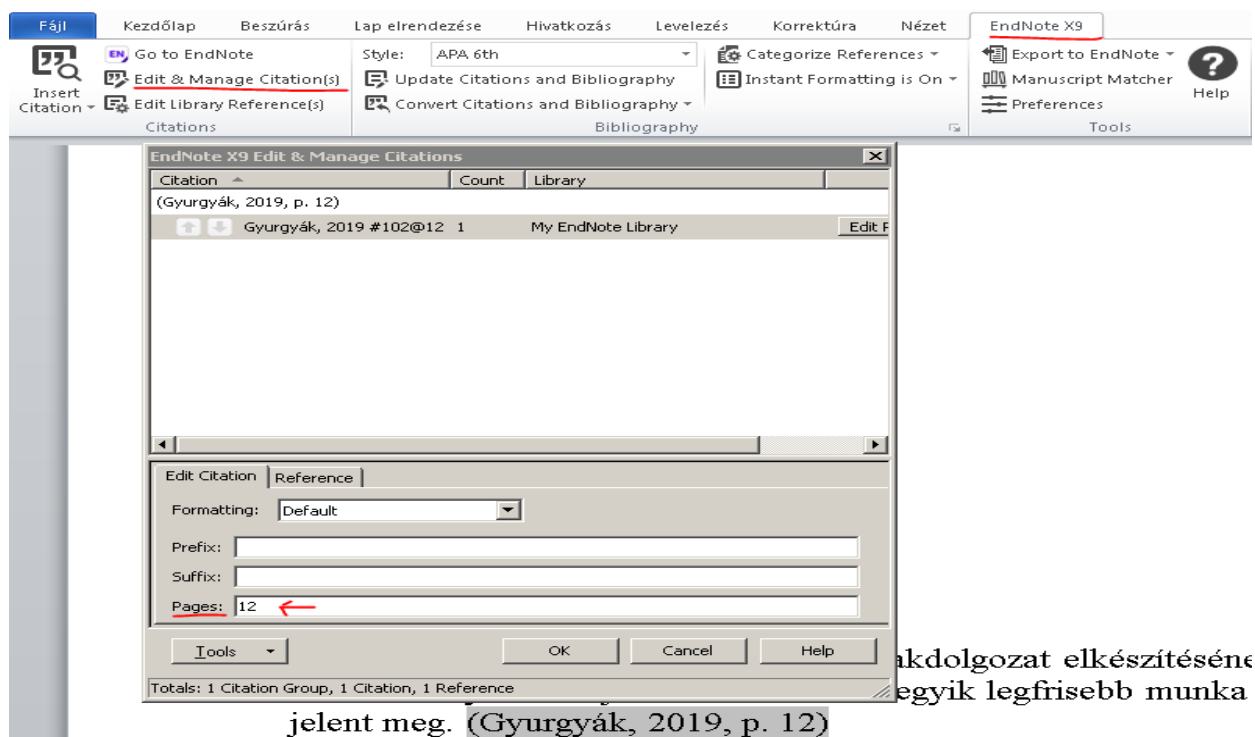 Fájl Kezdőlap Beszúrás Lap elrendezése Hivatkozás Levelezés Korrektúra Nézet EndNote X9
Insert Citation
EN Go to EndNote
Edit & Manage Citation(s)
Edit Library Reference(s)
Citations
Style: APA 6th
Update Citations and Bibliography
Convert Citations and Bibliography
Categorize References
Instant Formatting is On
Bibliography
Export to EndNote
Manuscript Matcher
Preferences
Tools
? Help
EndNote X9 Edit & Manage Citations
Citation Count Library
(Gyurgyák, 2019, p. 12)
Gyurgyák, 2019 #102@12 1 My EndNote Library Edit
Edit Citation Reference
Formatting: Default
Prefix:
Suffix:
Pages: 12
Tools OK Cancel Help
Totals: 1 Citation Group, 1 Citation, 1 Reference
akdolgozat elkészítéséne
egyik legfrisebb munka
jelent meg. (Gyurgyák, 2019, p. 12)